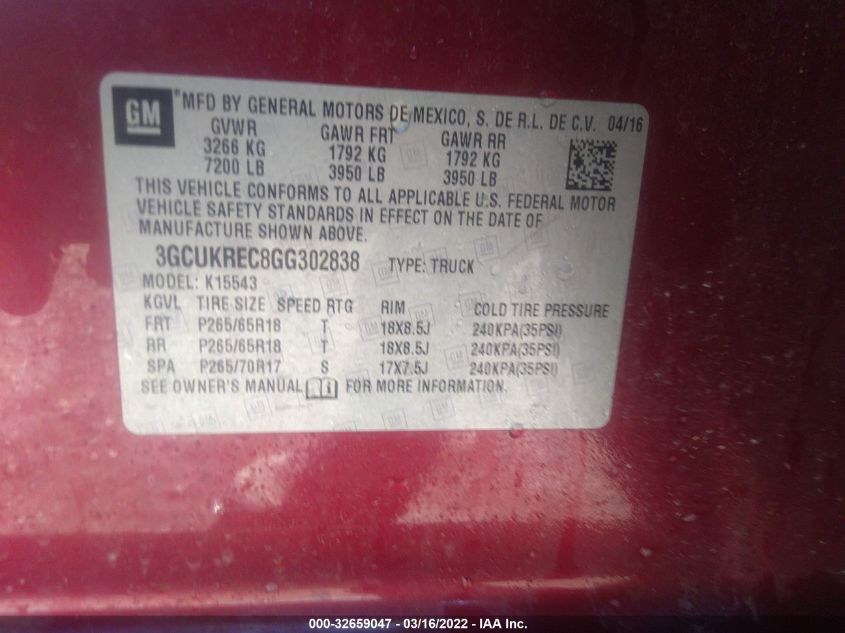 GM
MFD BY GENERAL MOTORS DE MEXICO, S. DE R.L. DE C.V. 04/16
GVWR GAWR FRT GAWR RR
3266 KG 1792 KG 1792 KG
7200 LB 3950 LB 3950 LB
THIS VEHICLE CONFORMS TO ALL APPLICABLE U.S. FEDERAL MOTOR
VEHICLE SAFETY STANDARDS IN EFFECT ON THE DATE OF
MANUFACTURE SHOWN ABOVE.
3GCUKREC8GG302838 TYPE: TRUCK
MODEL: K15543
KGVL TIRE SIZE SPEED RTG RIM COLD TIRE PRESSURE
FRT P265/65R18 T 18X8.5J 240KPA(35PSI)
RR P265/65R18 T 18X8.5J 240KPA(35PSI)
SPA P265/70R17 S 17X7.5J 240KPA(35PSI)
SEE OWNER'S MANUAL FOR MORE INFORMATION.
000-32659047 - 03/16/2022 - IAA Inc.